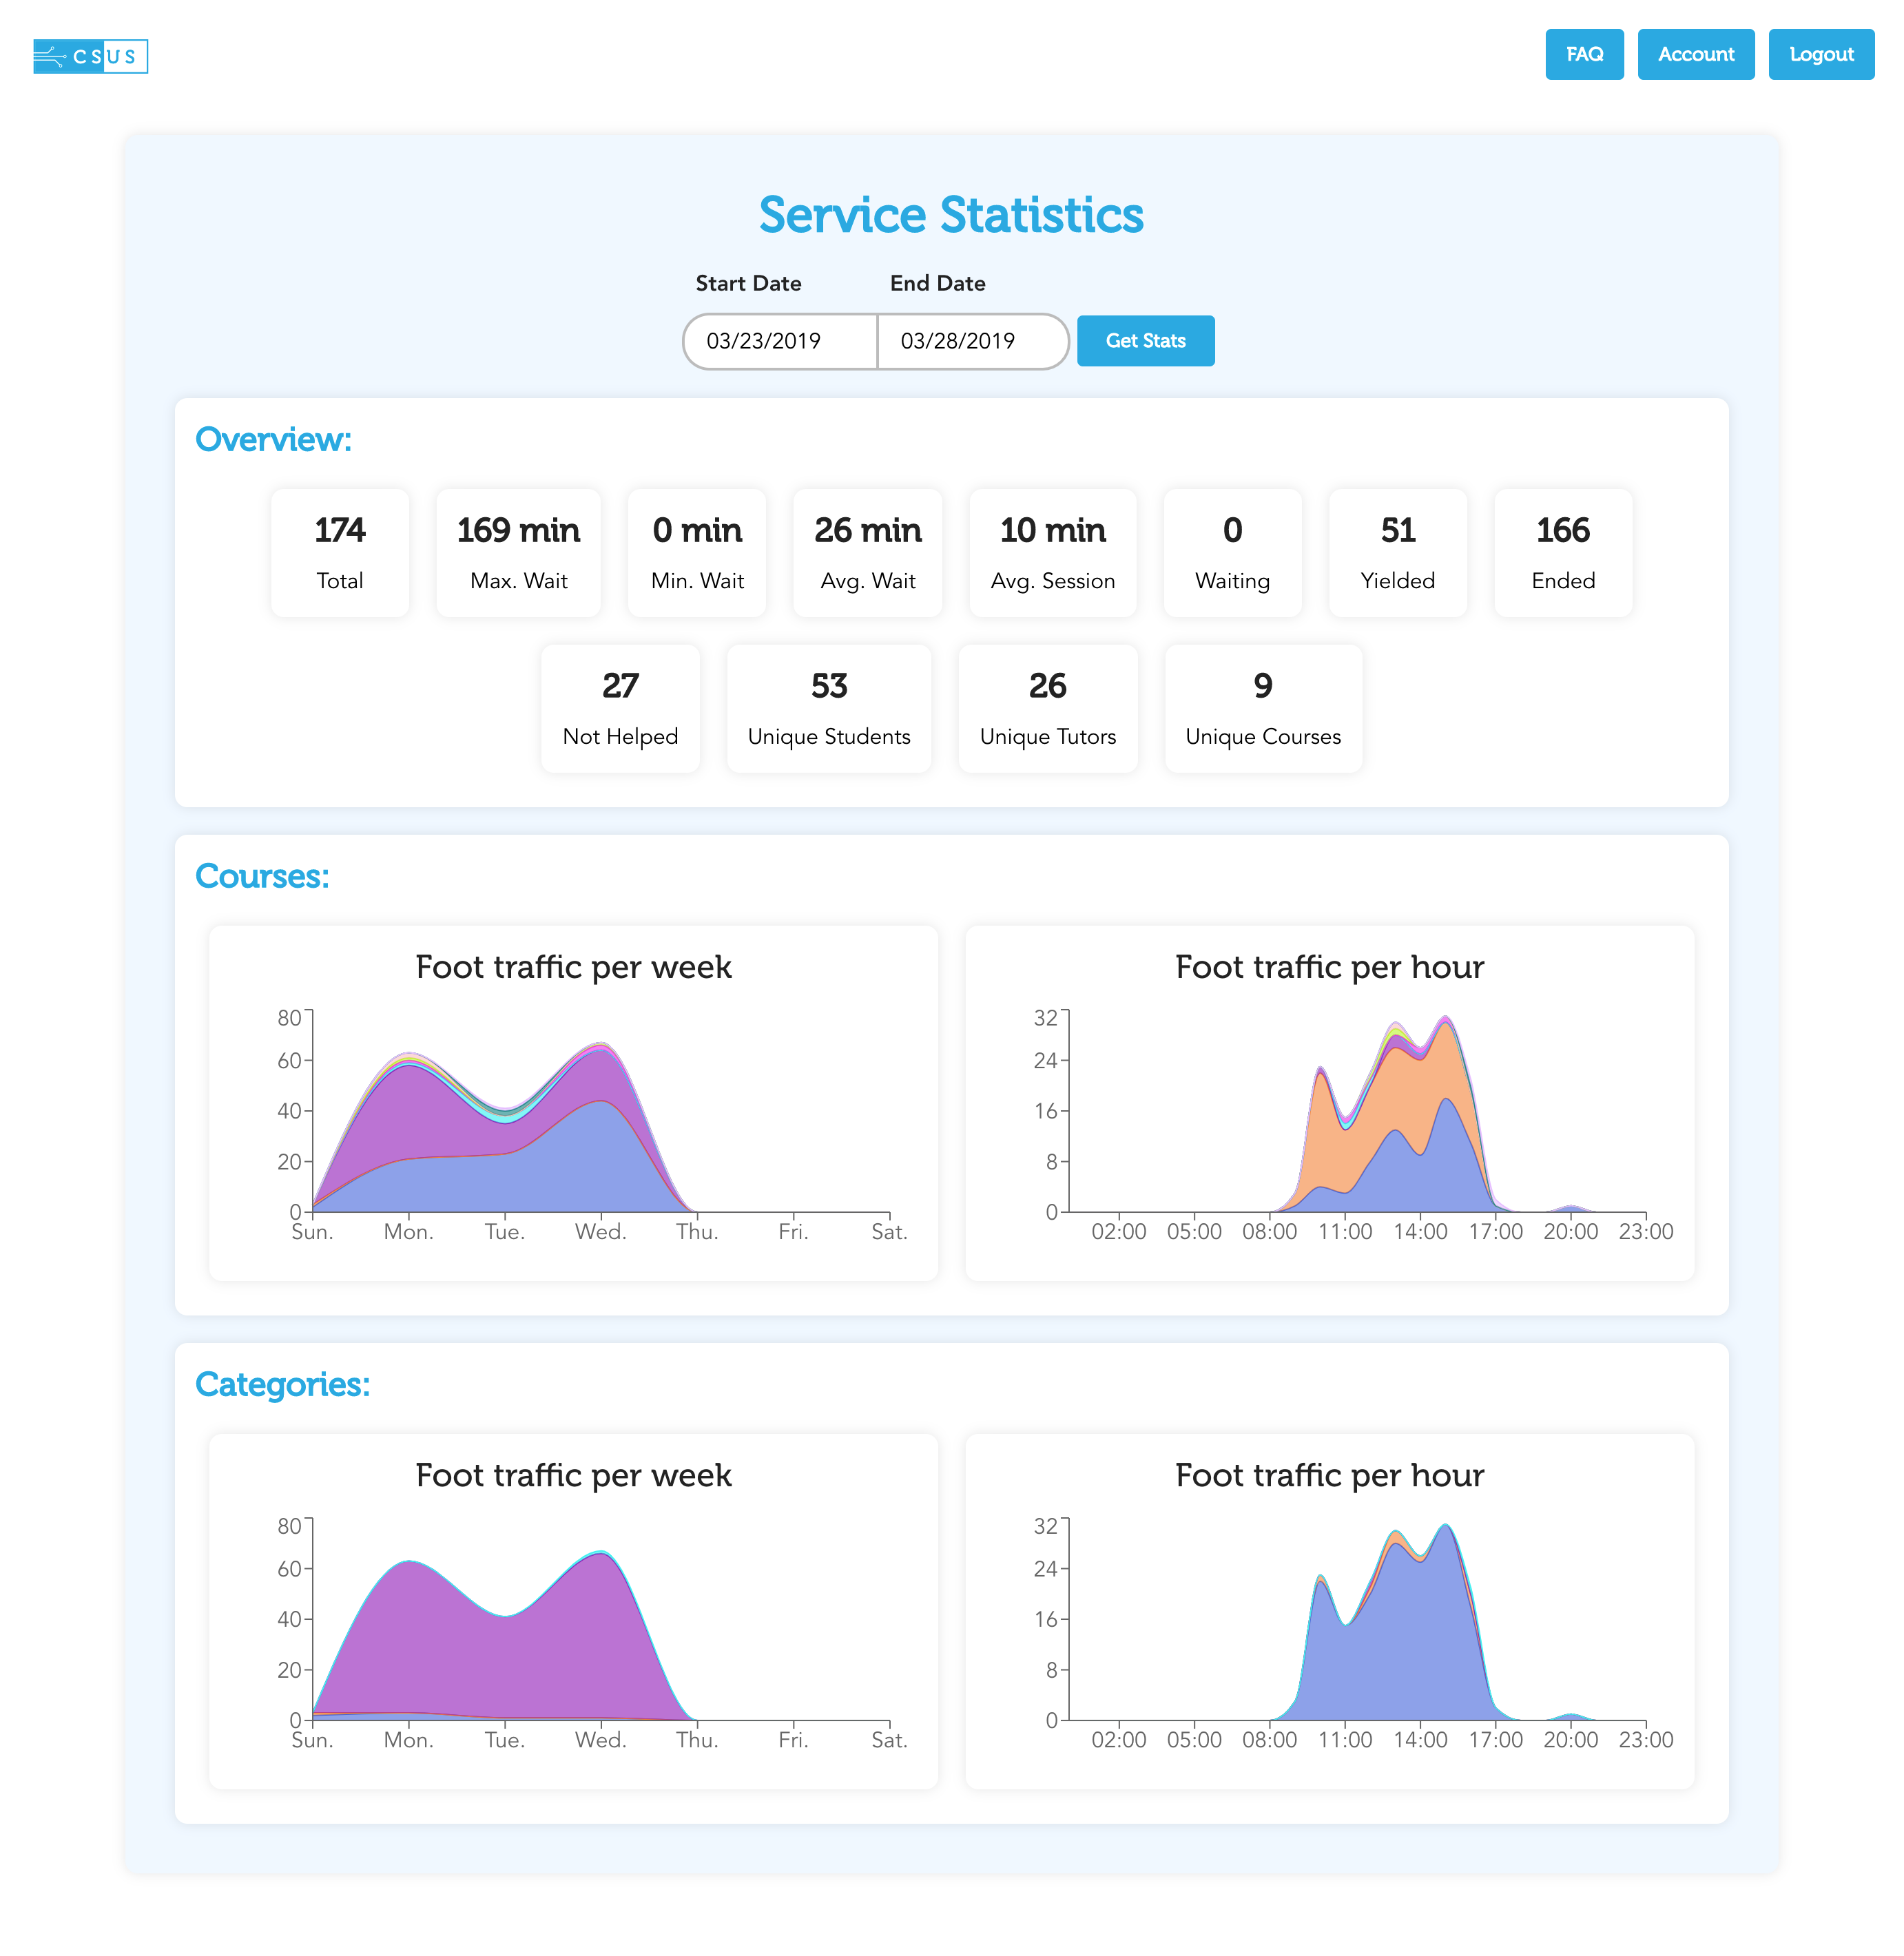 CSUS
FAQ Account Logout
Service Statistics
Start Date End Date
03/23/2019 03/28/2019 Get Stats
Overview:
174 169 min 0 min 26 min 10 min 0 51 166
Total Max. Wait Min. Wait Avg. Wait Avg. Session Waiting Yielded Ended
27 53 26 9
Not Helped Unique Students Unique Tutors Unique Courses
Courses:
Foot traffic per week
80
60
40
20
0
Sun. Mon. Tue. Wed. Thu. Fri. Sat.
Foot traffic per hour
32
24
16
8
0
02:00 05:00 08:00 11:00 14:00 17:00 20:00 23:00
Categories:
Foot traffic per week
80
60
40
20
0
Sun. Mon. Tue. Wed. Thu. Fri. Sat.
Foot traffic per hour
32
24
16
8
0
02:00 05:00 08:00 11:00 14:00 17:00 20:00 23:00